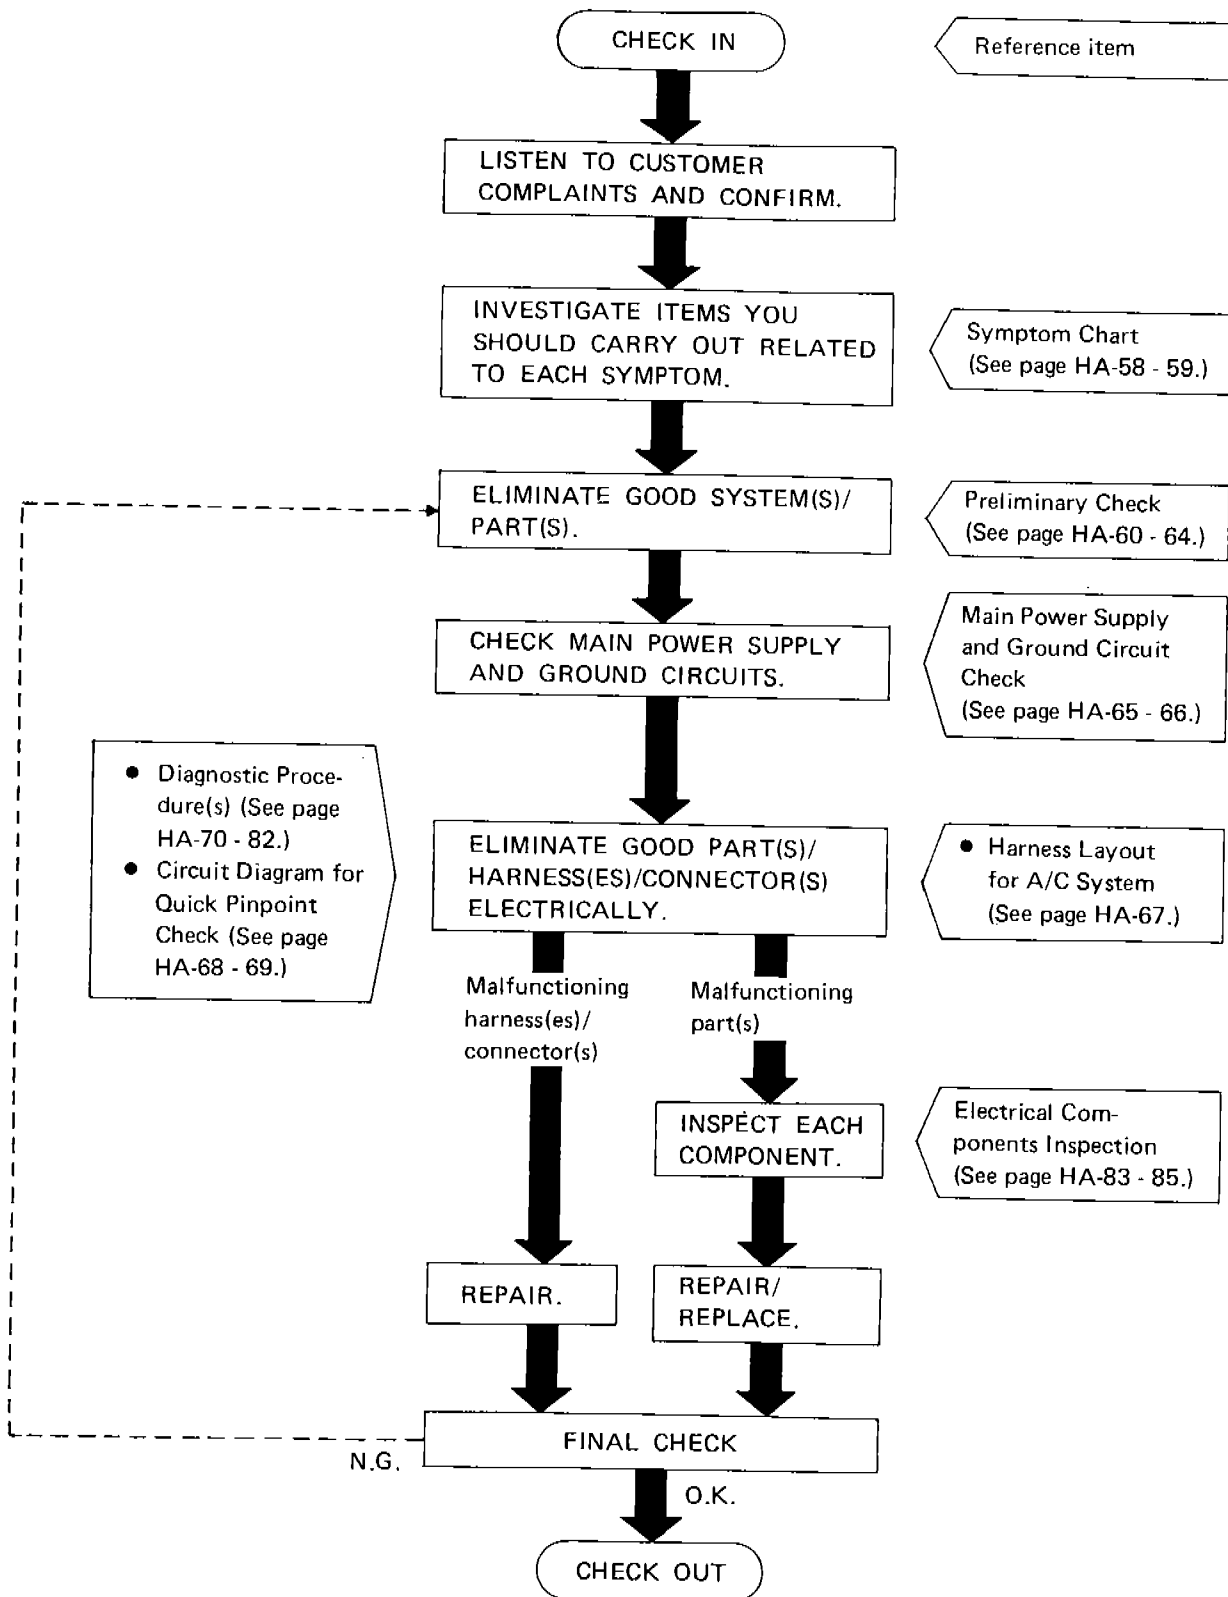 CHECK IN
Reference item
LISTEN TO CUSTOMER
COMPLAINTS AND CONFIRM.
INVESTIGATE ITEMS YOU
SHOULD CARRY OUT RELATED
TO EACH SYMPTOM.
Symptom Chart
(See page HA-58 - 59.)
ELIMINATE GOOD SYSTEM(S)/
PART(S).
Preliminary Check
(See page HA-60 - 64.)
CHECK MAIN POWER SUPPLY
AND GROUND CIRCUITS.
Main Power Supply
and Ground Circuit
Check
(See page HA-65 - 66.)
● Diagnostic Proce-
dure(s) (See page
HA-70 - 82.)
● Circuit Diagram for
Quick Pinpoint
Check (See page
HA-68 - 69.)
ELIMINATE GOOD PART(S)/
HARNESS(ES)/CONNECTOR(S)
ELECTRICALLY.
● Harness Layout
for A/C System
(See page HA-67.)
Malfunctioning
harness(es)/
connector(s)
Malfunctioning
part(s)
INSPECT EACH
COMPONENT.
Electrical Com-
ponents Inspection
(See page HA-83 - 85.)
REPAIR.
REPAIR/
REPLACE.
FINAL CHECK
N.G.
O.K.
CHECK OUT